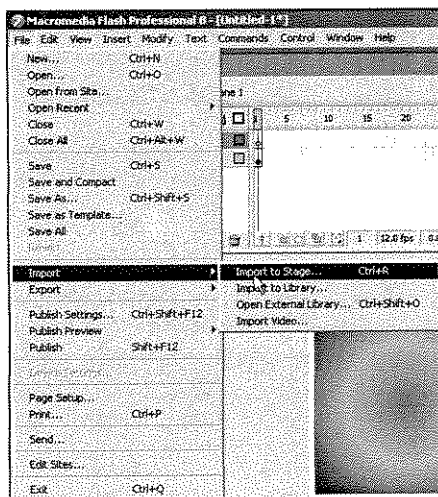 Macromedia Flash Professional 8 - [Untitled-1*]
File Edit View Insert Modify Text Commands Control Window Help
New... Ctrl+N
Open... Ctrl+O
Open from Site...
Open Recent
Close Ctrl+W
Close All Ctrl+Alt+W
Save Ctrl+S
Save and Compact
Save As... Ctrl+Shift+S
Save as Template...
Save All
Import
Export
Publish Settings... Ctrl+Shift+F12
Publish Preview
Publish Shift+F12
Page Setup...
Print... Ctrl+P
Send...
Edit Sites...
Exit Ctrl+Q
Import to Stage... Ctrl+R
Import to Library...
Open External Library... Ctrl+Shift+O
Import Video...
ne 1
5 10 15 20
1 12.0 fps